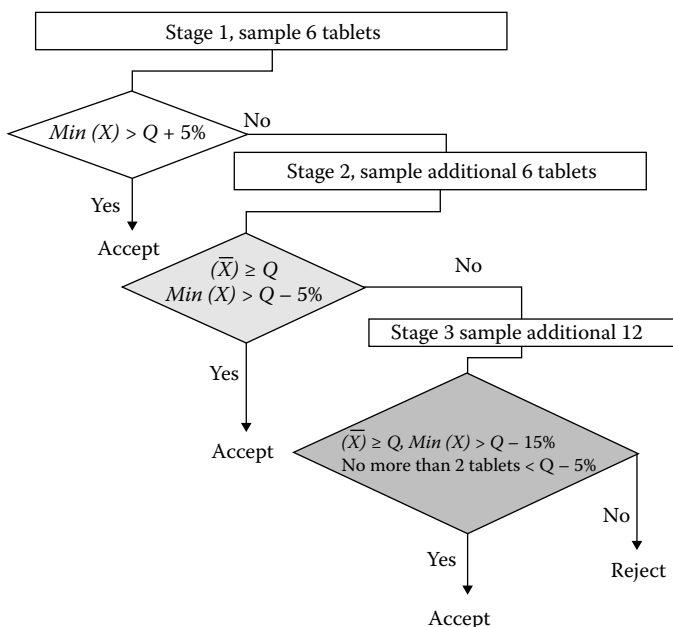 Stage 1, sample 6 tablets
Min (X) > Q + 5%
No
Stage 2, sample additional 6 tablets
Yes
Accept
(X̅) ≥ Q
Min (X) > Q – 5%
No
Stage 3 sample additional 12
Yes
Accept
(X̅) ≥ Q, Min (X) > Q – 15%
No more than 2 tablets < Q – 5%
No
Yes
Reject
Accept